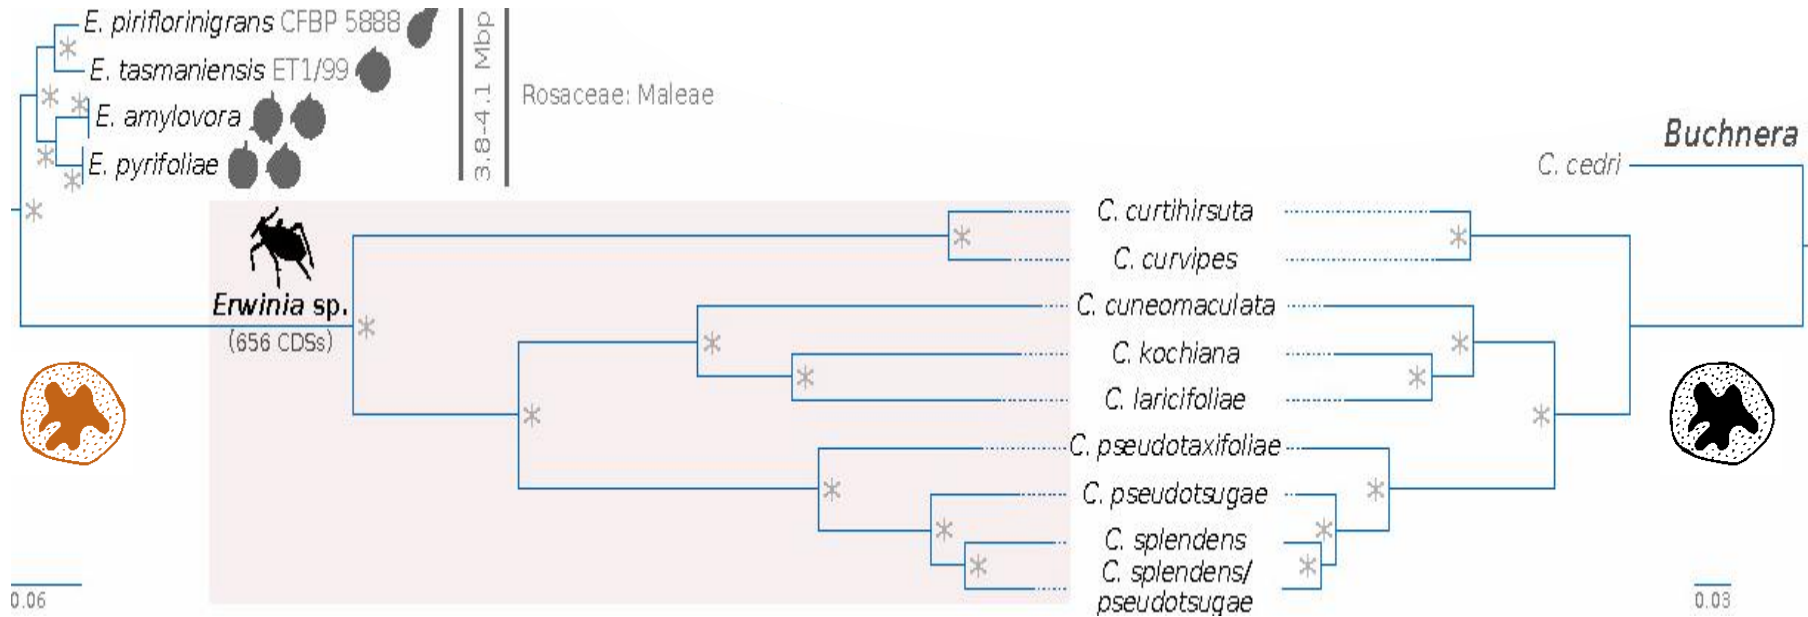 E. piriflorinigrans CFBP 5888
E. tasmaniensis ET1/99
E. amylovora
E. pyrifoliae
3.8-4.1 Mbp
Rosaceae: Maleae
Buchnera
C. cedri
Erwinia sp.
(656 CDSs)
C. curtihirsuta
C. curvipes
C. cuneomaculata
C. kochiana
C. laricifoliae
C. pseudotaxifoliae
C. pseudotsugae
C. splendens
C. splendens/
pseudotsugae
0.06
0.03